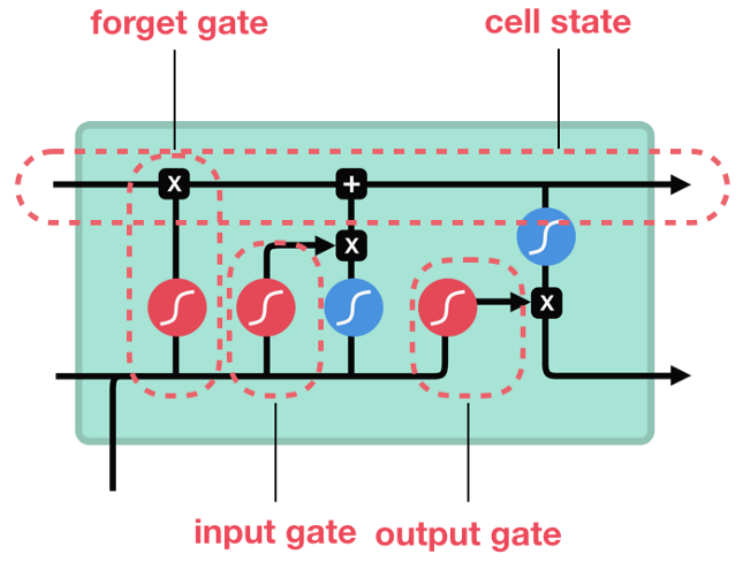 forget gate
cell state
X
+
X
X
input gate
output gate